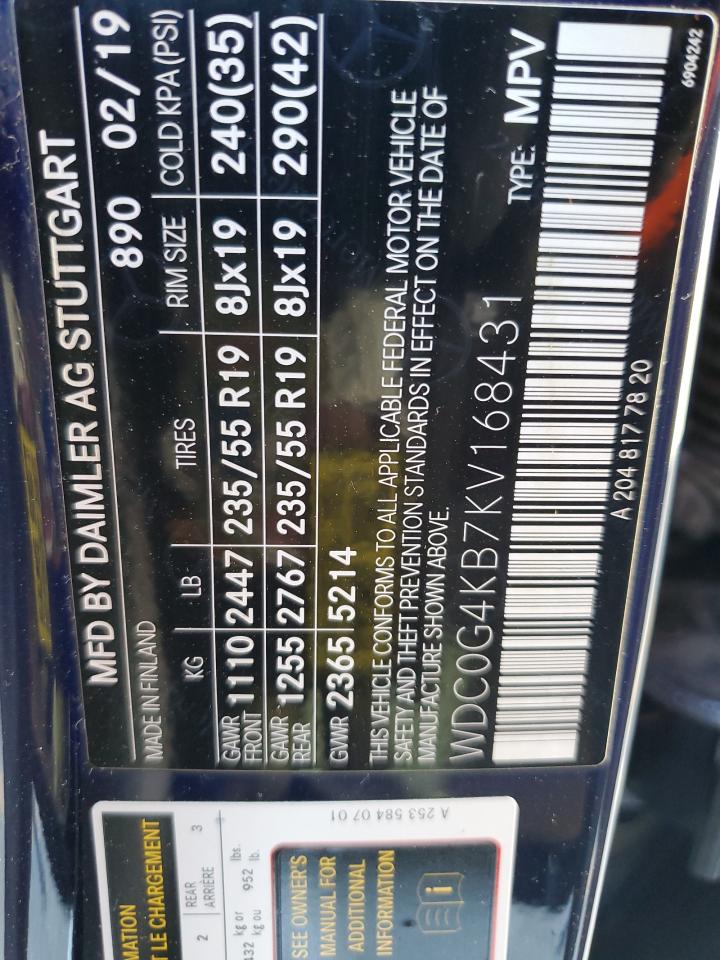 MFD BY DAIMLER AG STUTTGART
MADE IN FINLAND 890 02/19
KG LB TIRES RIM SIZE COLD KPA (PSI)
GAWR FRONT 1110 2447 235/55 R19 8Jx19 240(35)
GAWR REAR 1255 2767 235/55 R19 8Jx19 290(42)
GVWR 2365 5214
THIS VEHICLE CONFORMS TO ALL APPLICABLE FEDERAL MOTOR VEHICLE
SAFETY AND THEFT PREVENTION STANDARDS IN EFFECT ON THE DATE OF
MANUFACTURE SHOWN ABOVE.
WDC0G4KB7KV168431 TYPE: MPV
A 204 817 78 20
6904242
MATION
T LE CHARGEMENT
2 REAR ARRIÈRE 3
432 kg or kg ou 952 lbs. lb.
SEE OWNER'S
MANUAL FOR
ADDITIONAL
INFORMATION
A 253 584 07 01